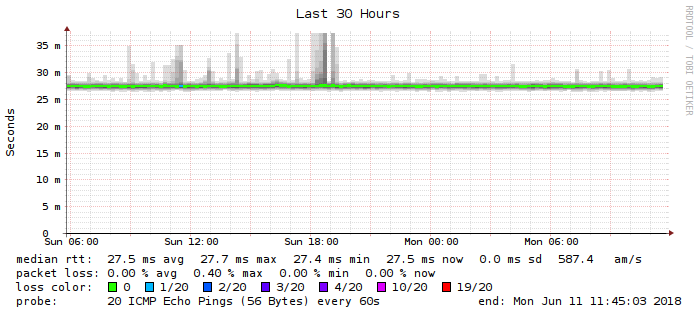 Last 30 Hours
RRDTOOL / TOBI OETIKER
Seconds
35 m
30 m
25 m
20 m
15 m
10 m
5 m
0
Sun 06:00 Sun 12:00 Sun 18:00 Mon 00:00 Mon 06:00
median rtt: 27.5 ms avg 27.7 ms max 27.4 ms min 27.5 ms now 0.0 ms sd 587.4 am/s
packet loss: 0.00 % avg 0.40 % max 0.00 % min 0.00 % now
loss color: 0 1/20 2/20 3/20 4/20 10/20 19/20
probe: 20 ICMP Echo Pings (56 Bytes) every 60s end: Mon Jun 11 11:45:03 2018